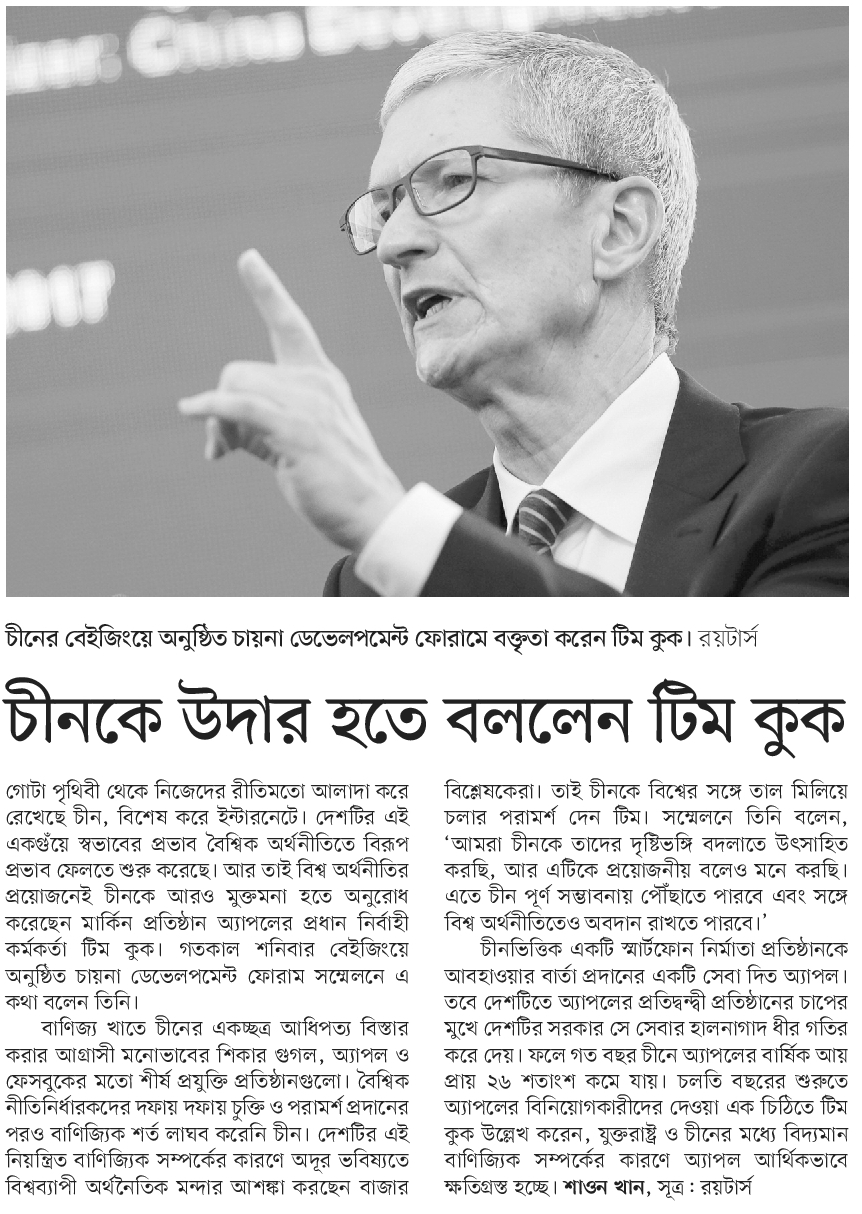 China Develop
2017
চীনের বেইজিংয়ে অনুষ্ঠিত চায়না ডেভেলপমেন্ট ফোরামে বক্তৃতা করেন টিম কুক। রয়টার্স
চীনকে উদার হতে বললেন টিম কুক
গোটা পৃথিবী থেকে নিজেদের রীতিমতো আলাদা করে
রেখেছে চীন, বিশেষ করে ইন্টারনেটে। দেশটির এই
একগুঁয়ে স্বভাবের প্রভাব বৈশ্বিক অর্থনীতিতে বিরূপ
প্রভাব ফেলতে শুরু করেছে। আর তাই বিশ্ব অর্থনীতির
প্রয়োজনেই চীনকে আরও মুক্তমনা হতে অনুরোধ
করেছেন মার্কিন প্রতিষ্ঠান অ্যাপলের প্রধান নির্বাহী
কর্মকর্তা টিম কুক। গতকাল শনিবার বেইজিংয়ে
অনুষ্ঠিত চায়না ডেভেলপমেন্ট ফোরাম সম্মেলনে এ
কথা বলেন তিনি।
বাণিজ্য খাতে চীনের একচ্ছত্র আধিপত্য বিস্তার
করার আগ্রাসী মনোভাবের শিকার গুগল, অ্যাপল ও
ফেসবুকের মতো শীর্ষ প্রযুক্তি প্রতিষ্ঠানগুলো। বৈশ্বিক
নীতিনির্ধারকদের দফায় দফায় চুক্তি ও পরামর্শ প্রদানের
পরও বাণিজ্যিক শর্ত লাঘব করেনি চীন। দেশটির এই
নিয়ন্ত্রিত বাণিজ্যিক সম্পর্কের কারণে অদূর ভবিষ্যতে
বিশ্বব্যাপী অর্থনৈতিক মন্দার আশঙ্কা করছেন বাজার
বিশ্লেষকেরা। তাই চীনকে বিশ্বের সঙ্গে তাল মিলিয়ে
চলার পরামর্শ দেন টিম। সম্মেলনে তিনি বলেন,
‘আমরা চীনকে তাদের দৃষ্টিভঙ্গি বদলাতে উৎসাহিত
করছি, আর এটিকে প্রয়োজনীয় বলেও মনে করছি।
এতে চীন পূর্ণ সম্ভাবনায় পৌঁছাতে পারবে এবং সঙ্গে
বিশ্ব অর্থনীতিতেও অবদান রাখতে পারবে।’
চীনভিত্তিক একটি স্মার্টফোন নির্মাতা প্রতিষ্ঠানকে
আবহাওয়ার বার্তা প্রদানের একটি সেবা দিত অ্যাপল।
তবে দেশটিতে অ্যাপলের প্রতিদ্বন্দ্বী প্রতিষ্ঠানের চাপের
মুখে দেশটির সরকার সে সেবার হালনাগাদ ধীর গতির
করে দেয়। ফলে গত বছর চীনে অ্যাপলের বার্ষিক আয়
প্রায় ২৬ শতাংশ কমে যায়। চলতি বছরের শুরুতে
অ্যাপলের বিনিয়োগকারীদের দেওয়া এক চিঠিতে টিম
কুক উল্লেখ করেন, যুক্তরাষ্ট্র ও চীনের মধ্যে বিদ্যমান
বাণিজ্যিক সম্পর্কের কারণে অ্যাপল আর্থিকভাবে
ক্ষতিগ্রস্ত হচ্ছে। শাওন খান, সূত্র : রয়টার্স